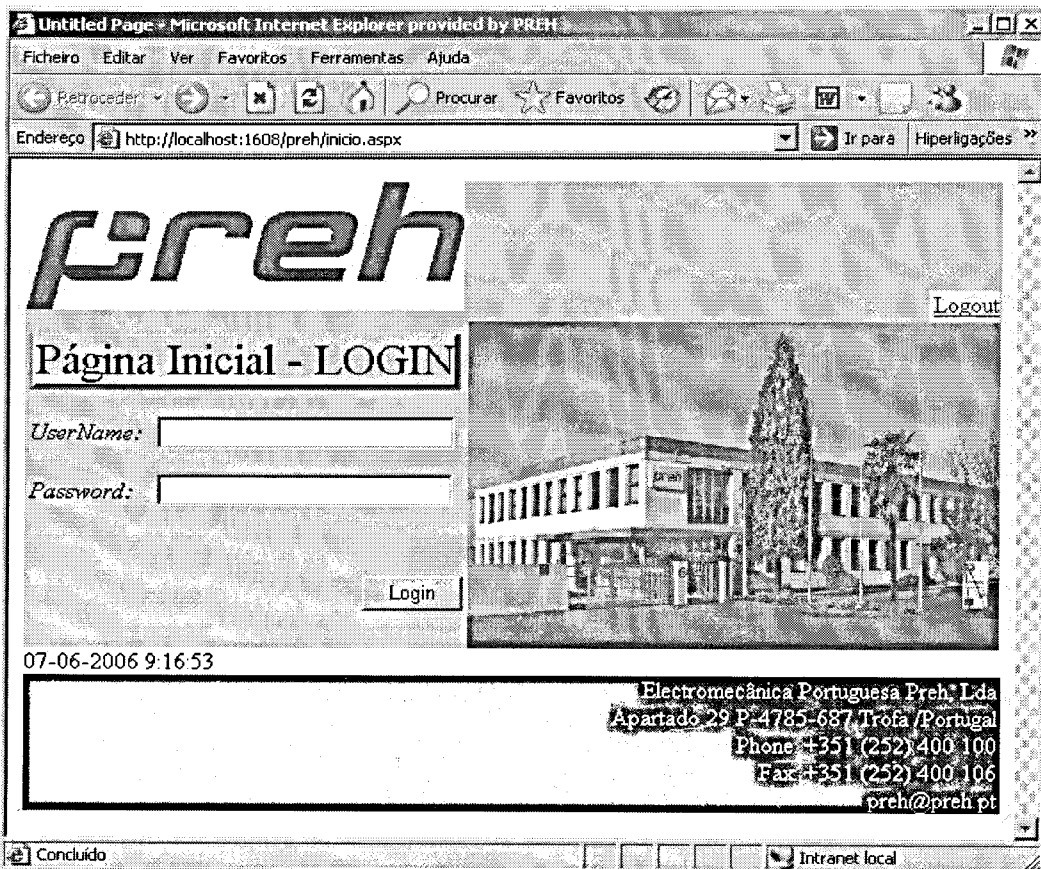 Untitled Page - Microsoft Internet Explorer provided by PREH
Ficheiro Editar Ver Favoritos Ferramentas Ajuda
Retroceder Procurar Favoritos
Endereço http://localhost:1608/preh/inicio.aspx Ir para Hiperligações »
preh
Logout
Página Inicial - LOGIN
UserName:
Password:
preh
Login
07-06-2006 9:16:53
Electromecânica Portuguesa Preh, Lda
Apartado 29 P-4785-687 Trofa /Portugal
Phone: +351 (252) 400 100
Fax: +351 (252) 400 106
preh@preh.pt
Concluído Intranet local